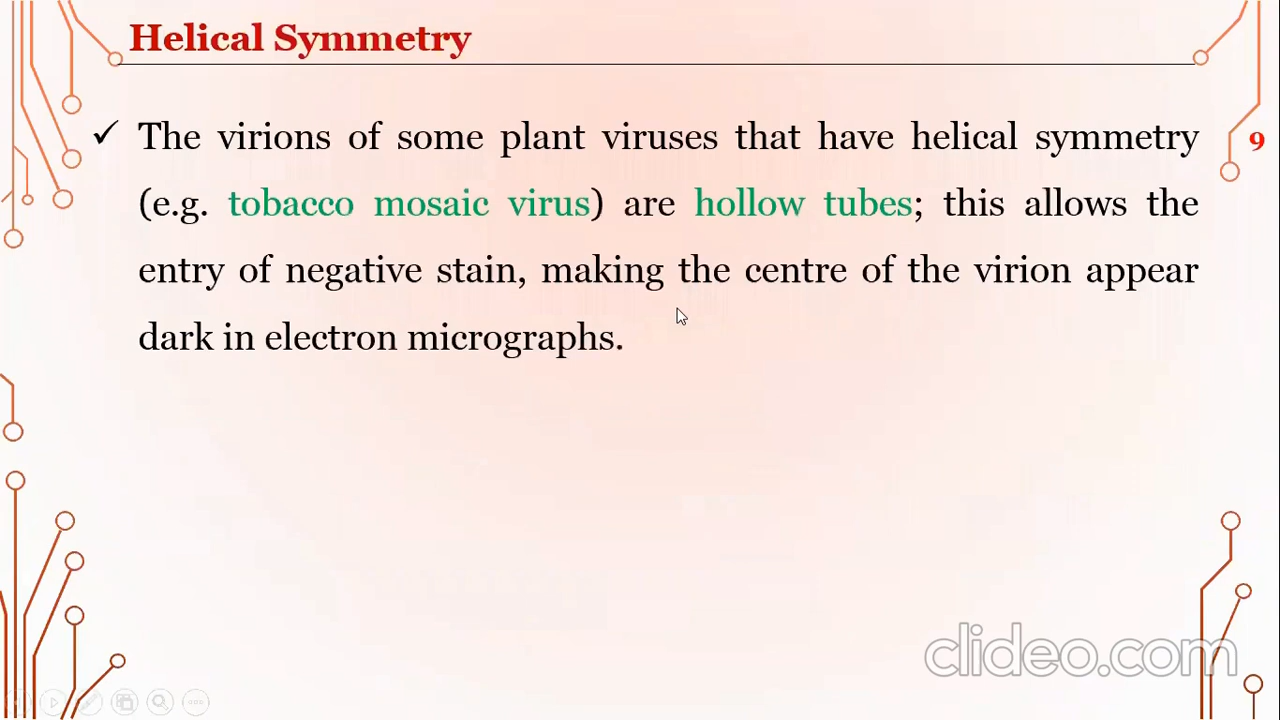 Helical Symmetry
✓ The virions of some plant viruses that have helical symmetry
9
(e.g. tobacco mosaic virus) are hollow tubes; this allows the
entry of negative stain, making the centre of the virion appear
dark in electron micrographs.
clideo.com